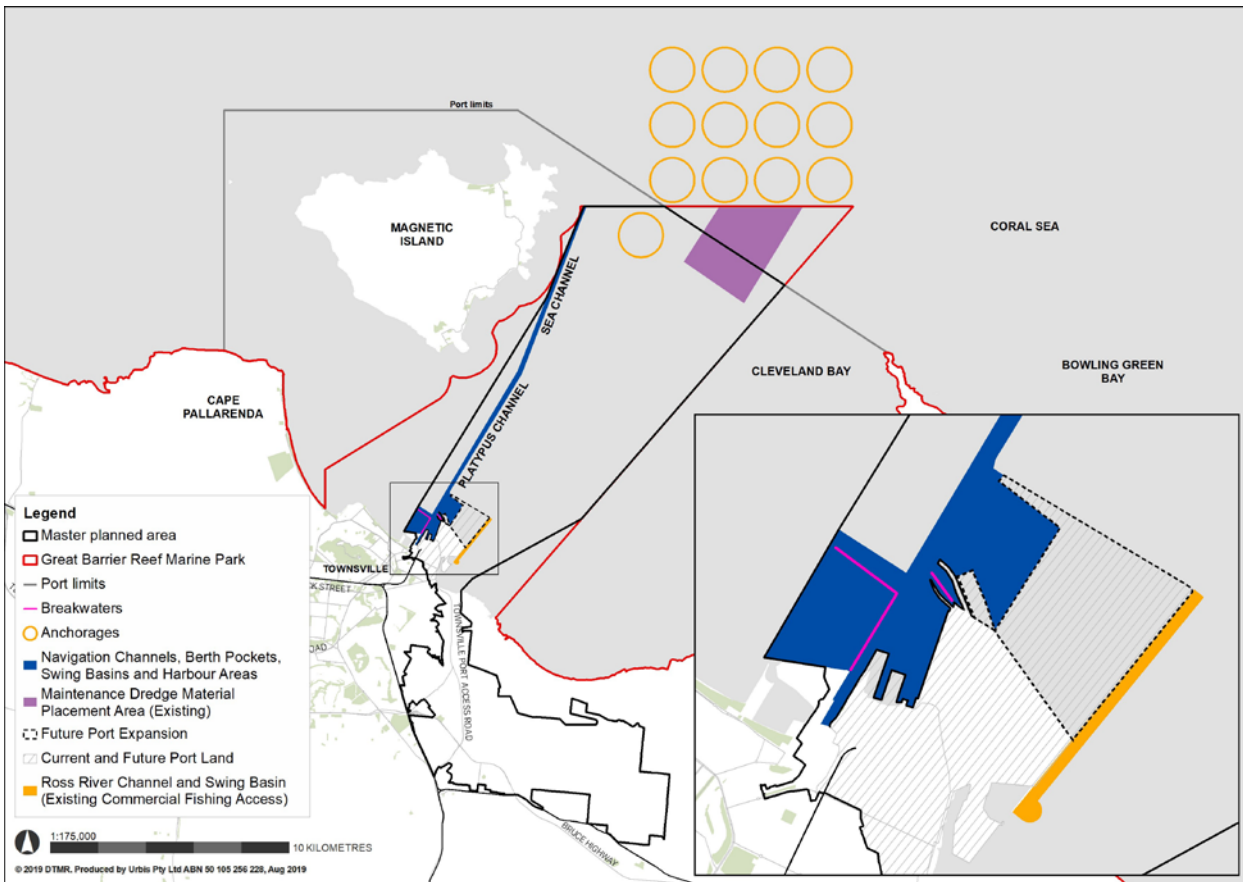 Port limits
MAGNETIC
ISLAND
CORAL SEA
SEA CHANNEL
CLEVELAND BAY
BOWLING GREEN
BAY
CAPE
PALLARENDA
PLATYPUS CHANNEL
TOWNSVILLE
STREET
TOWNSVILLE PORT ACCESS ROAD
BRUCE HIGHWAY
Legend
Master planned area
Great Barrier Reef Marine Park
Port limits
Breakwaters
Anchorages
Navigation Channels, Berth Pockets,
Swing Basins and Harbour Areas
Maintenance Dredge Material
Placement Area (Existing)
Future Port Expansion
Current and Future Port Land
Ross River Channel and Swing Basin
(Existing Commercial Fishing Access)
1:175,000
10 KILOMETRES
© 2019 DTMR. Produced by Urbis Pty Ltd ABN 50 105 256 228, Aug 2019